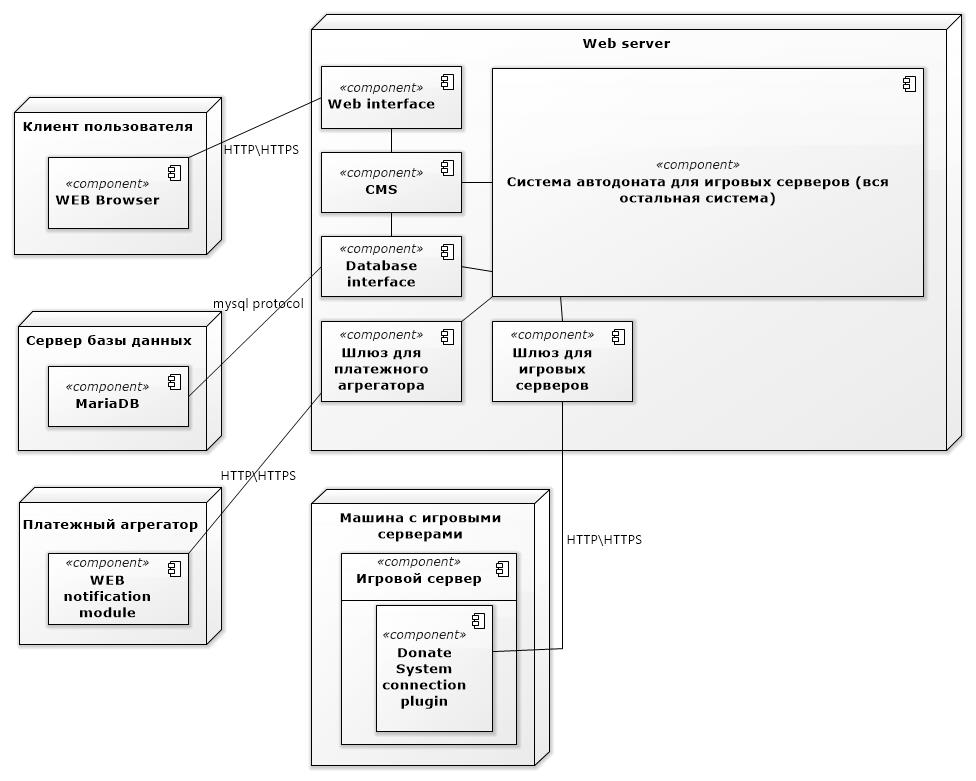 Web server
«component»
Web interface
«component»
CMS
«component»
Database
interface
«component»
Шлюз для
платежного
агрегатора
«component»
Шлюз для
игровых
серверов
«component»
Система автодоната для игровых серверов (вся
остальная система)
Клиент пользователя
«component»
WEB Browser
HTTP\HTTPS
Сервер базы данных
«component»
MariaDB
mysql protocol
Платежный агрегатор
«component»
WEB
notification
module
HTTP\HTTPS
Машина с игровыми
серверами
«component»
Игровой сервер
«component»
Donate
System
connection
plugin
HTTP\HTTPS